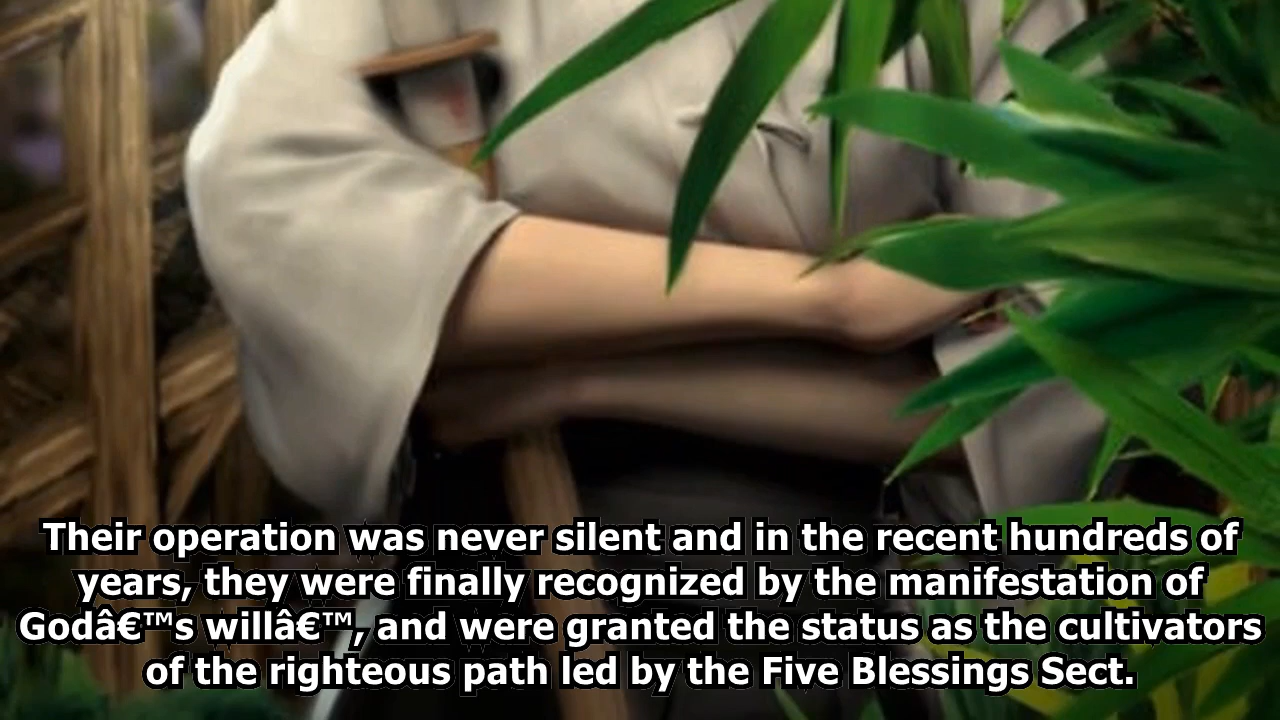 Their operation was never silent and in the recent hundreds of
years, they were finally recognized by the manifestation of
Godâ€™s willâ€™, and were granted the status as the cultivators
of the righteous path led by the Five Blessings Sect.